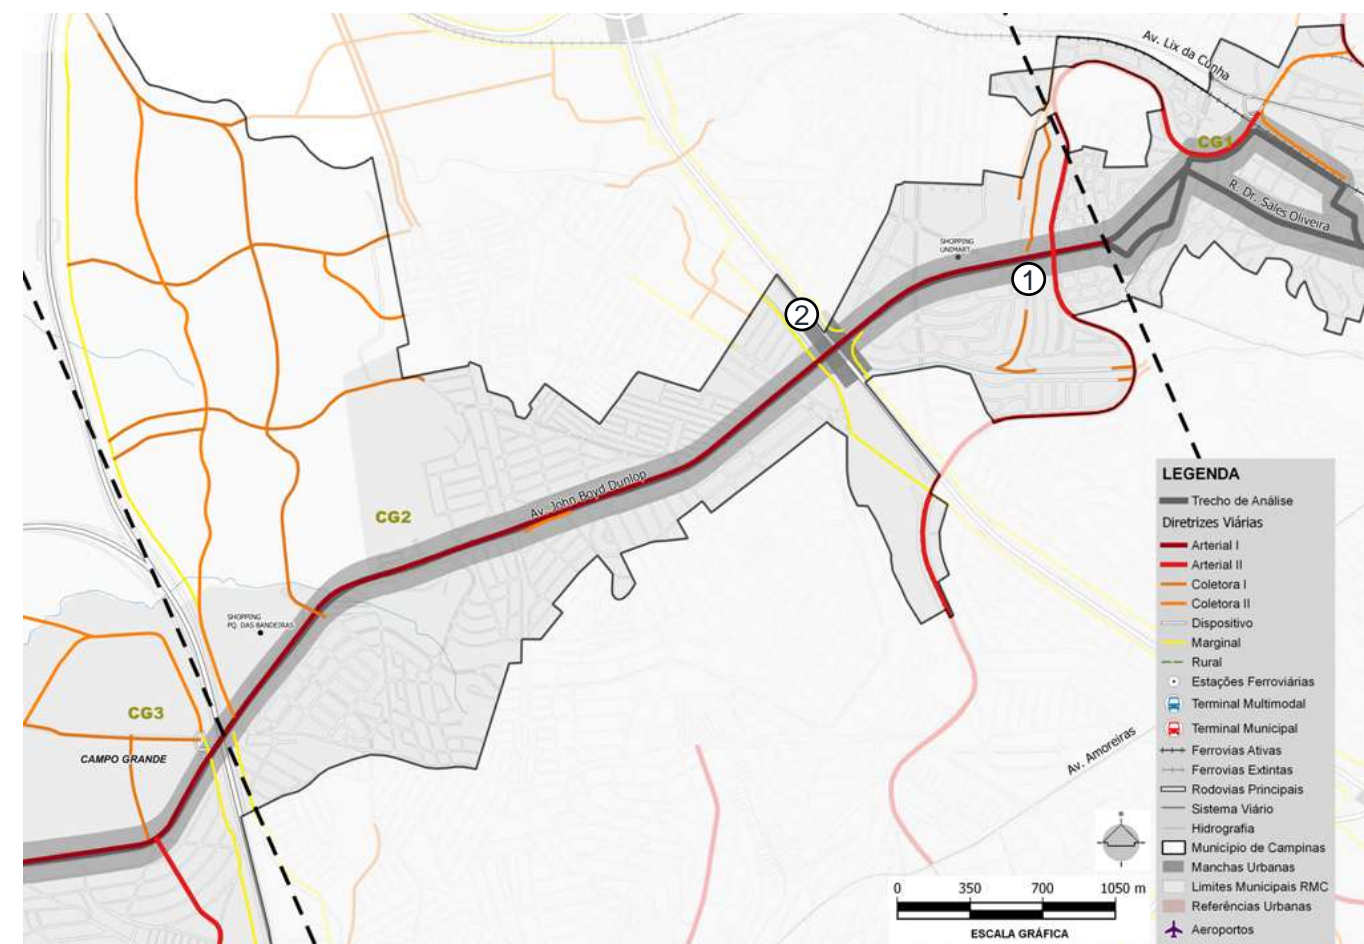 Av. Lix da Cunha
CG1
R. Dr. Sales Oliveira
SHOPPING
UNIMART
1
2
Av. John Boyd Dunlop
CG2
SHOPPING
PQ. DAS BANDEIRAS
CG3
CAMPO GRANDE
Av. Amoreiras
LEGENDA
Trecho de Análise
Diretrizes Viárias
Arterial I
Arterial II
Coletora I
Coletora II
Dispositivo
Marginal
Rural
Estações Ferroviárias
Terminal Multimodal
Terminal Municipal
Ferrovias Ativas
Ferrovias Extintas
Rodovias Principais
Sistema Viário
Hidrografia
Municipio de Campinas
Manchas Urbanas
Limites Municipais RMC
Referências Urbanas
Aeroportos
0 350 700 1050 m
ESCALA GRÁFICA